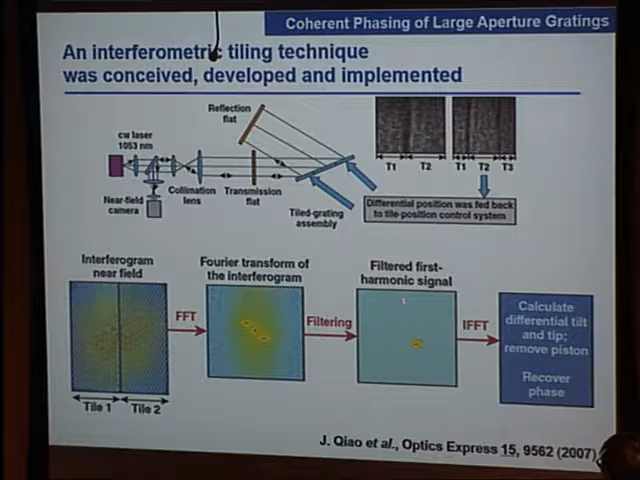 Coherent Phasing of Large Aperture Gratings
An interferometric tiling technique
was conceived, developed and implemented
Reflection
flat
cw laser
1053 nm
Near-field
camera
Collimation
lens
Transmission
flat
Tiled-grating
assembly
T1 T2 T1 T2 T3
Differential position was fed back
to tile-position control system
Interferogram
near field
Fourier transform of
the interferogram
Filtered first-
harmonic signal
FFT
Filtering
IFFT
Calculate
differential tilt
and tip;
remove piston
Recover
phase
Tile 1 Tile 2
J. Qiao et al., Optics Express 15, 9562 (2007)